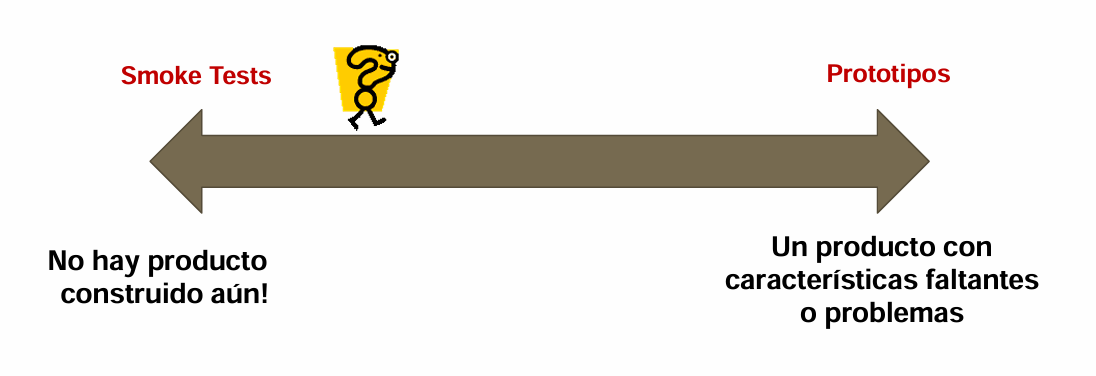 Smoke Tests
Prototipos
No hay producto
construido aún!
Un producto con
características faltantes
o problemas